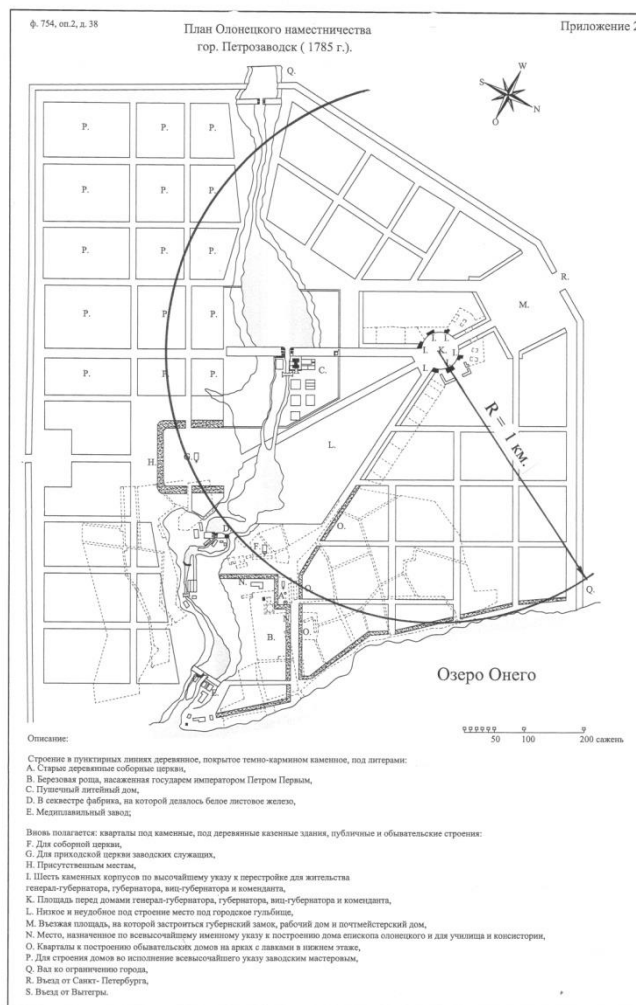 ф. 754, оп.2, д. 38
План Олонецкого наместничества
гор. Петрозаводск ( 1785 г.).
Приложение 2
Q.
W
S
N
O
P. P. P.
P. P. P.
P. P. P.
P. P. P.
P. P. P.
R.
M.
I. I.
I. K. I.
I. I.
C.
R = 1 км.
L.
H.
G.
D.
O.
F.
N.
A.
O.
Q.
B.
O.
E.
Озеро Онего
50 100 200 сажень
Описание:
Строение в пунктирных линиях деревянное, покрытое темно-кармином каменное, под литерами:
A. Старые деревянные соборные церкви,
B. Березовая роща, насаженная государем императором Петром Первым,
C. Пушечный литейный дом,
D. В секвестре фабрика, на которой делалось белое листовое железо,
E. Медиплавильный завод;
Вновь полагается: кварталы под каменные, под деревянные казенные здания, публичные и обывательские строения:
F. Для соборной церкви,
G. Для приходской церкви заводских служащих,
H. Присутственным местам,
I. Шесть каменных корпусов по высочайшему указу к перестройке для жительства
генерал-губернатора, губернатора, виц-губернатора и коменданта,
K. Площадь перед домами генерал-губернатора, губернатора, виц-губернатора и коменданта,
L. Низкое и неудобное под строение место под городское гульбище,
M. Въезжая площадь, на которой застроиться губернский замок, рабочий дом и почтмейстерский дом,
N. Место, назначенное по всевысочайшему именному указу к построению дома епископа олонецкого и для училища и консистории,
O. Кварталы к построению обывательских домов на арках с лавками в нижнем этаже,
P. Для строения домов во исполнение всевысочайшего указу заводским мастеровым,
Q. Вал ко ограничению города,
R. Въезд от Санкт- Петербурга,
S. Въезд от Вытегры.